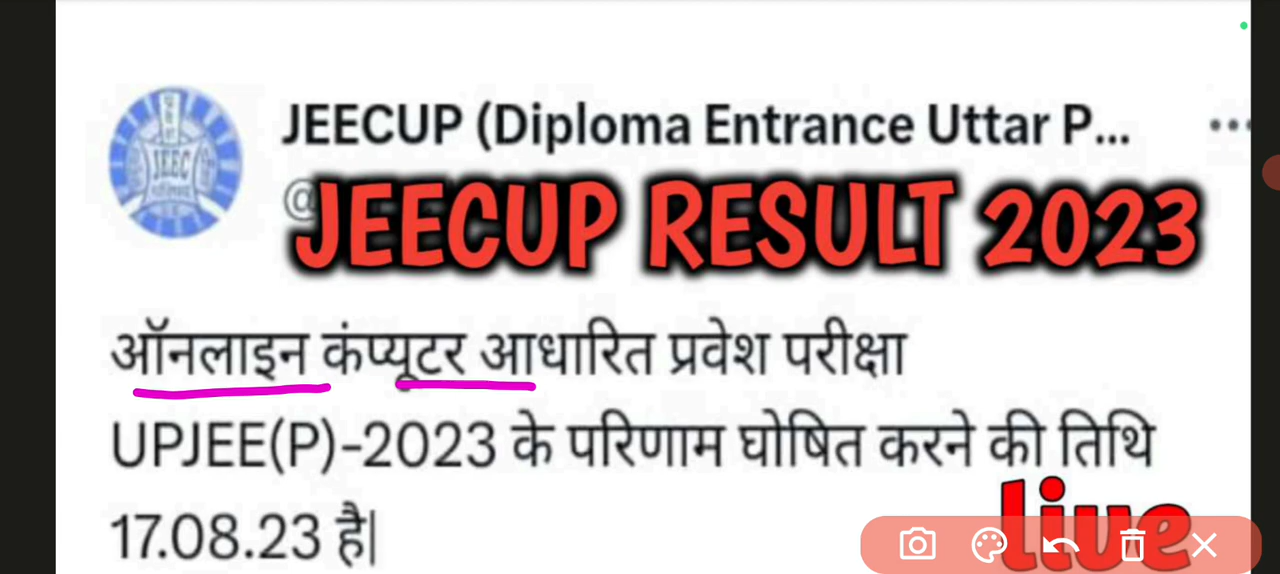 JEECUP (Diploma Entrance Uttar P...
@
JEECUP RESULT 2023
ऑनलाइन कंप्यूटर आधारित प्रवेश परीक्षा
UPJEE(P)-2023 के परिणाम घोषित करने की तिथि
17.08.23 है|
live
JEEC